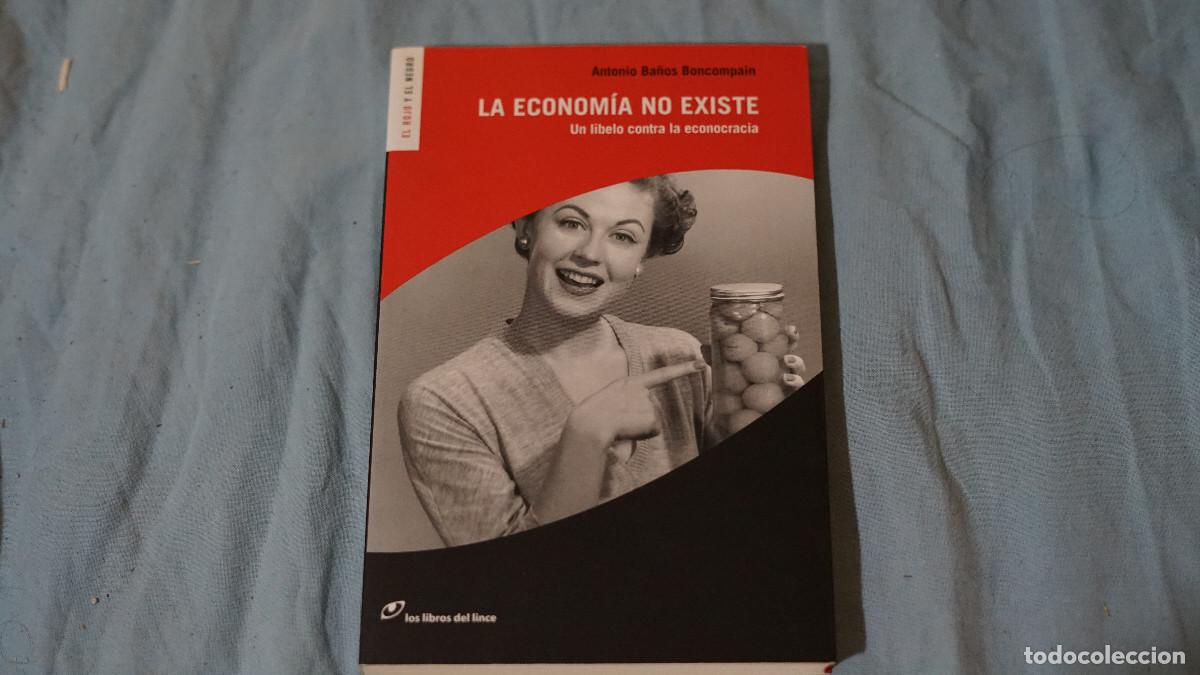 EL ROJO Y EL NEGRO
Antonio Baños Boncompain
LA ECONOMÍA NO EXISTE
Un libelo contra la econocracia
los libros del lince
todocoleccion